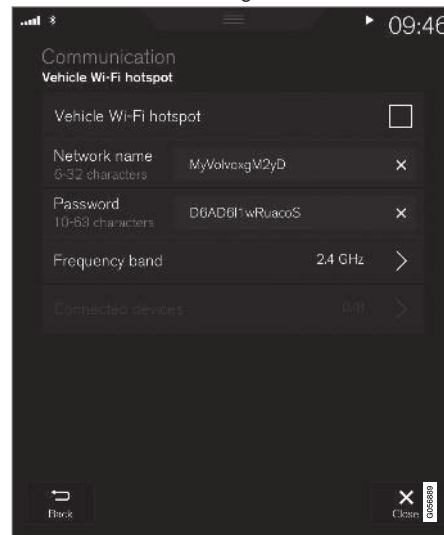 09:46
Communication
Vehicle Wi-Fi hotspot
Vehicle Wi-Fi hotspot
Network name
6-32 characters
MyVolvoxgM2yD
Password
10-63 characters
D6AD6I1wRuacoS
Frequency band 2.4 GHz
Connected devices 0/8
Back
Close
G056889